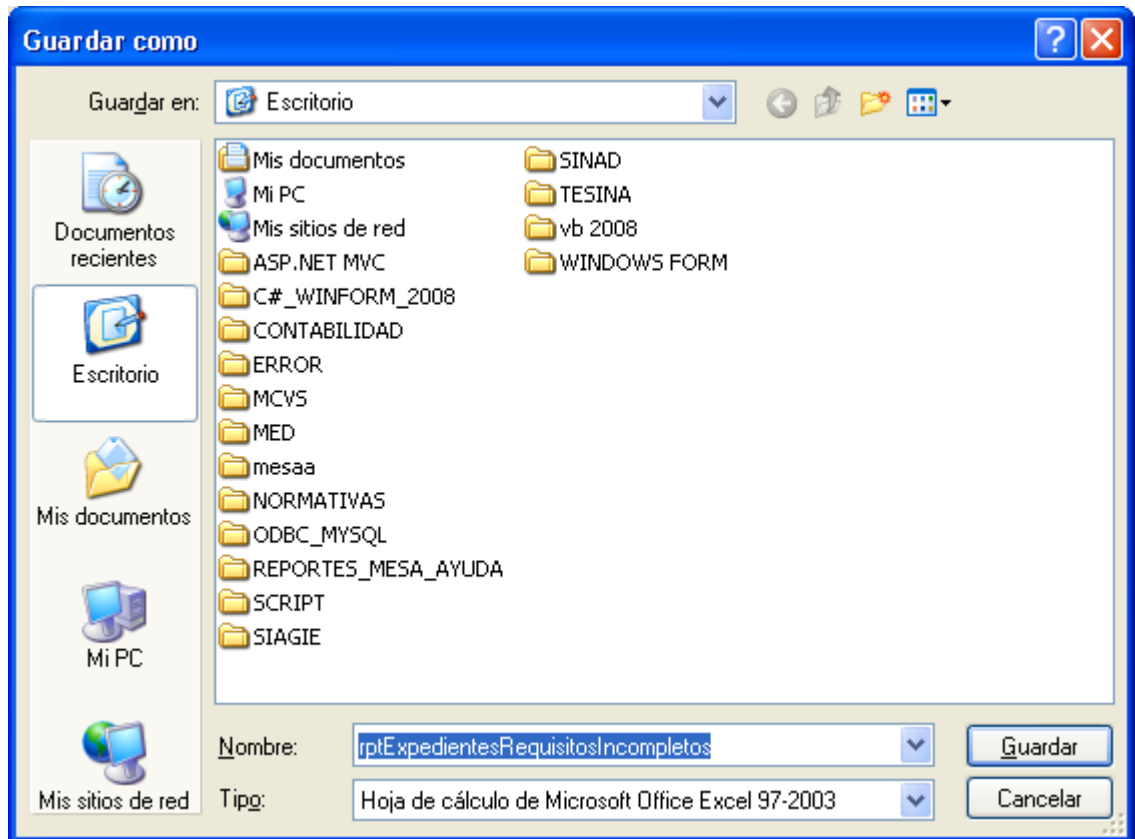 Guardar como
Guardar en: Escritorio
Documentos
recientes
Escritorio
Mis documentos
Mi PC
Mis sitios de red
Mis documentos
Mi PC
Mis sitios de red
ASP.NET MVC
C#_WINFORM_2008
CONTABILIDAD
ERROR
MCVS
MED
mesaa
NORMATIVAS
ODBC_MYSQL
REPORTES_MESA_AYUDA
SCRIPT
SIAGIE
SINAD
TESINA
vb 2008
WINDOWS FORM
Nombre: rptExpedientesRequisitosIncompletos Guardar
Tipo: Hoja de cálculo de Microsoft Office Excel 97-2003 Cancelar